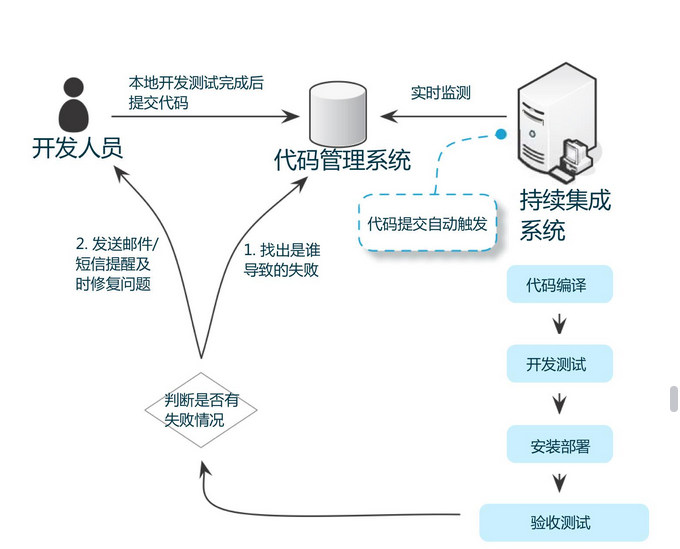 本地开发测试完成后
提交代码
实时监测
开发人员
代码管理系统
持续集成
系统
代码提交自动触发
2. 发送邮件/
短信提醒及
时修复问题
1. 找出是谁
导致的失败
代码编译
开发测试
判断是否有
失败情况
安装部署
验收测试